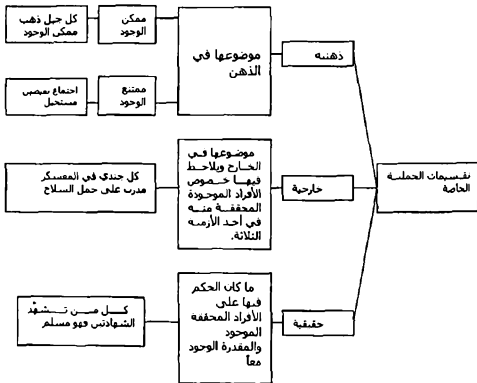 تقسيمات الحملية
الخاصة
ذهنية
موضوعها في
الذهن
ممكن
الوجود
كل جبل ذهب
ممكن الوجود
ممتنع
الوجود
اجتماع نقيضين
مستحيل
خارجية
موضوعها في
الخارج ويلاحظ
فيها خصوص
الأفراد الموجودة
المحققة منه
في أحد الأزمنة
الثلاثة.
كل جندي في المعسكر
مدرب على حمل السلاح
حقيقية
ما كان الحكم
فيها على
الأفراد المحققة
الموجود
والمقدرة الوجود
معاً
كل من تشهّد
الشهادتين فهو مسلم